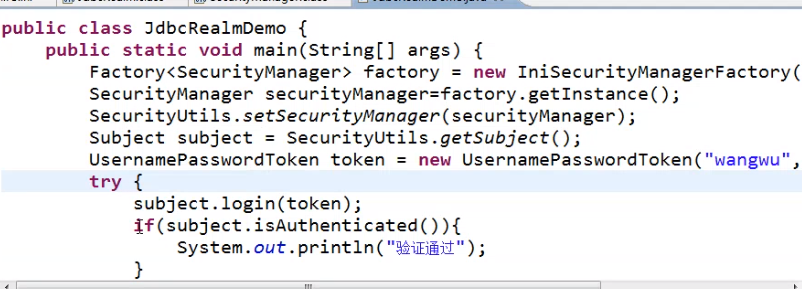 public class JdbcRealmDemo {
public static void main(String[] args) {
Factory<SecurityManager> factory = new IniSecurityManagerFactory(
SecurityManager securityManager=factory.getInstance();
SecurityUtils.setSecurityManager(securityManager);
Subject subject = SecurityUtils.getSubject();
UsernamePasswordToken token = new UsernamePasswordToken("wangwu",
try {
subject.login(token);
if(subject.isAuthenticated()){
System.out.println("验证通过");
}